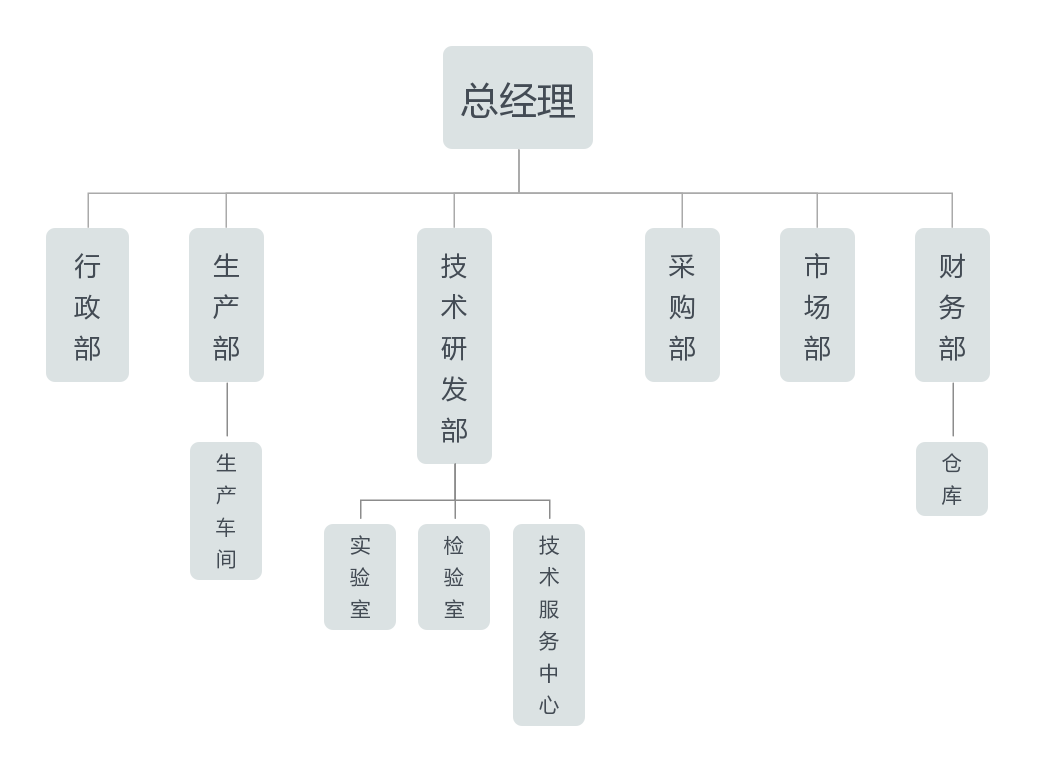 总经理
行政部
生产部
技术研发部
采购部
市场部
财务部
生产车间
实验室
检验室
技术服务中心
仓库